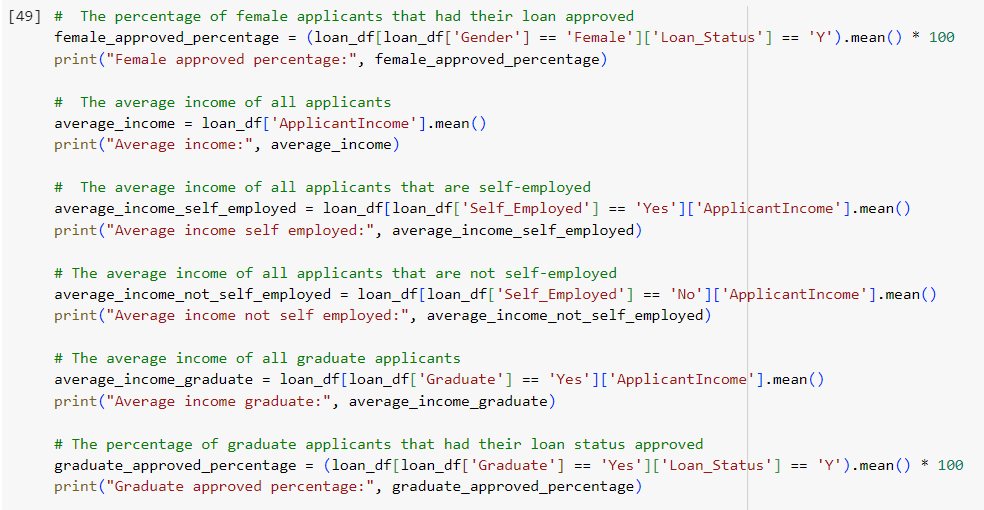 [49] #  The percentage of female applicants that had their loan approved
female_approved_percentage = (loan_df[loan_df['Gender'] == 'Female']['Loan_Status'] == 'Y').mean() * 100
print("Female approved percentage:", female_approved_percentage)
#  The average income of all applicants
average_income = loan_df['ApplicantIncome'].mean()
print("Average income:", average_income)
#  The average income of all applicants that are self-employed
average_income_self_employed = loan_df[loan_df['Self_Employed'] == 'Yes']['ApplicantIncome'].mean()
print("Average income self employed:", average_income_self_employed)
# The average income of all applicants that are not self-employed
average_income_not_self_employed = loan_df[loan_df['Self_Employed'] == 'No']['ApplicantIncome'].mean()
print("Average income not self employed:", average_income_not_self_employed)
# The average income of all graduate applicants
average_income_graduate = loan_df[loan_df['Graduate'] == 'Yes']['ApplicantIncome'].mean()
print("Average income graduate:", average_income_graduate)
# The percentage of graduate applicants that had their loan status approved
graduate_approved_percentage = (loan_df[loan_df['Graduate'] == 'Yes']['Loan_Status'] == 'Y').mean() * 100
print("Graduate approved percentage:", graduate_approved_percentage)